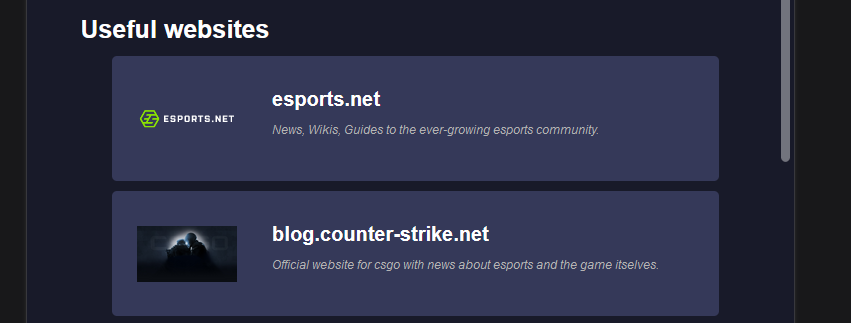 Useful websites
ESPORTS.NET
esports.net
News, Wikis, Guides to the ever-growing esports community.
blog.counter-strike.net
Official website for csgo with news about esports and the game itselves.